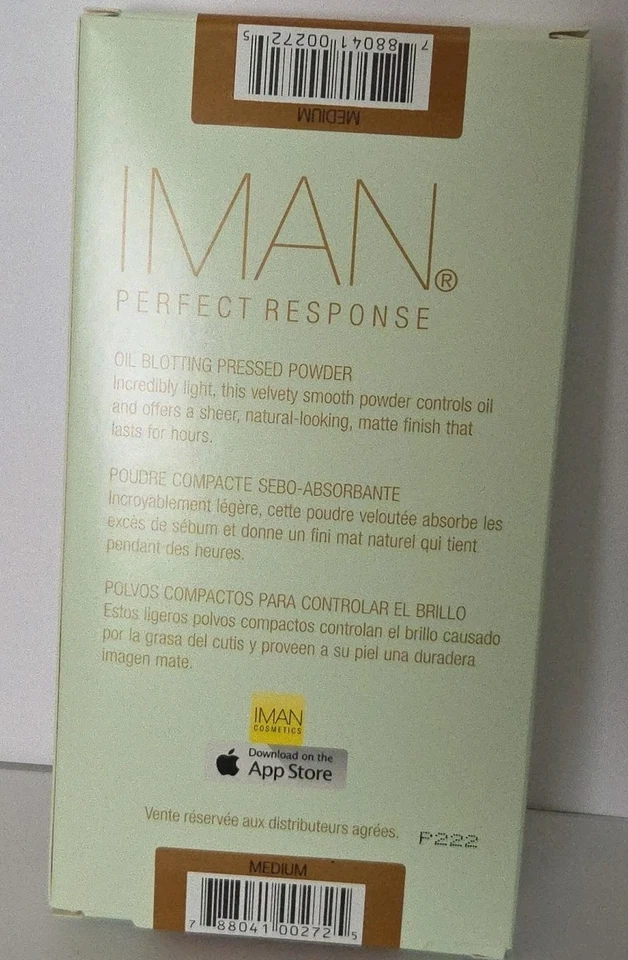 7 88041 00272 5
MEDIUM
IMAN®
PERFECT RESPONSE
OIL BLOTTING PRESSED POWDER
Incredibly light, this velvety smooth powder controls oil
and offers a sheer, natural-looking, matte finish that
lasts for hours.
POUDRE COMPACTE SEBO-ABSORBANTE
Incroyablement légère, cette poudre veloutée absorbe les
excès de sébum et donne un fini mat naturel qui tient
pendant des heures.
POLVOS COMPACTOS PARA CONTROLAR EL BRILLO
Estos ligeros polvos compactos controlan el brillo causado
por la grasa del cutis y proveen a su piel una duradera
imagen mate.
IMAN
COSMETICS
Download on the
App Store
Vente réservée aux distributeurs agrées.
P222
MEDIUM
7 88041 00272 5